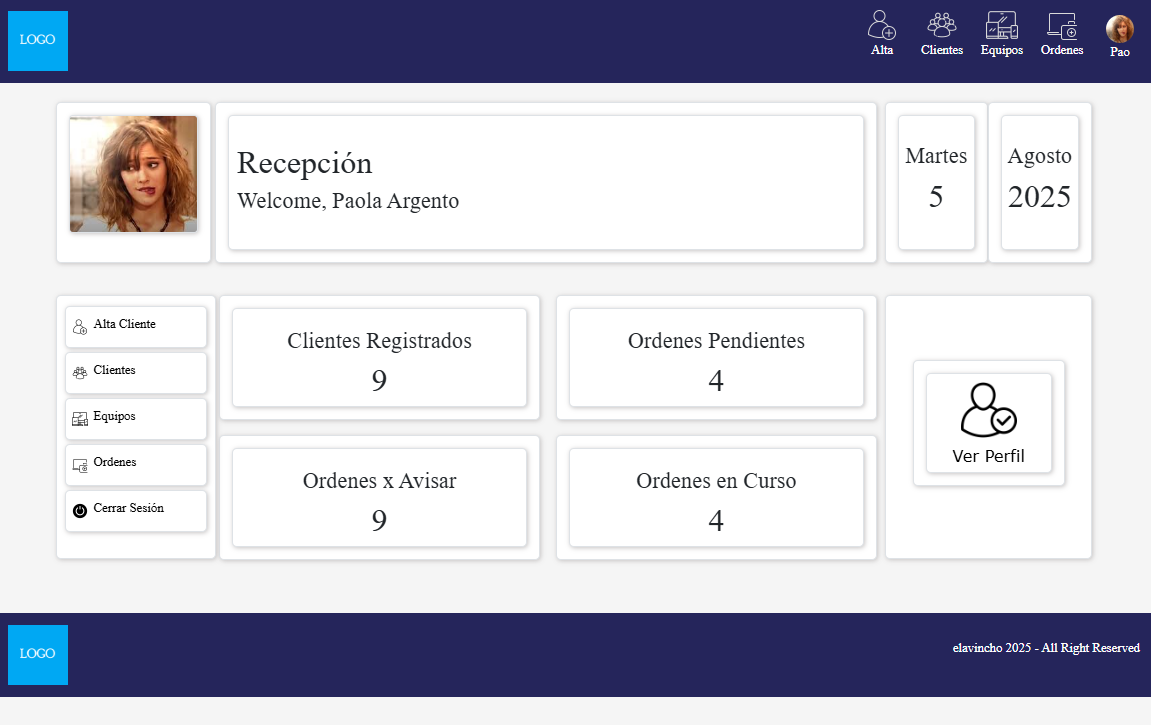 LOGO
Alta
Clientes
Equipos
Ordenes
Pao
Recepción
Welcome, Paola Argento
Martes
5
Agosto
2025
Alta Cliente
Clientes
Equipos
Ordenes
Cerrar Sesión
Clientes Registrados
9
Ordenes Pendientes
4
Ordenes x Avisar
9
Ordenes en Curso
4
Ver Perfil
LOGO
elavincho 2025 - All Right Reserved